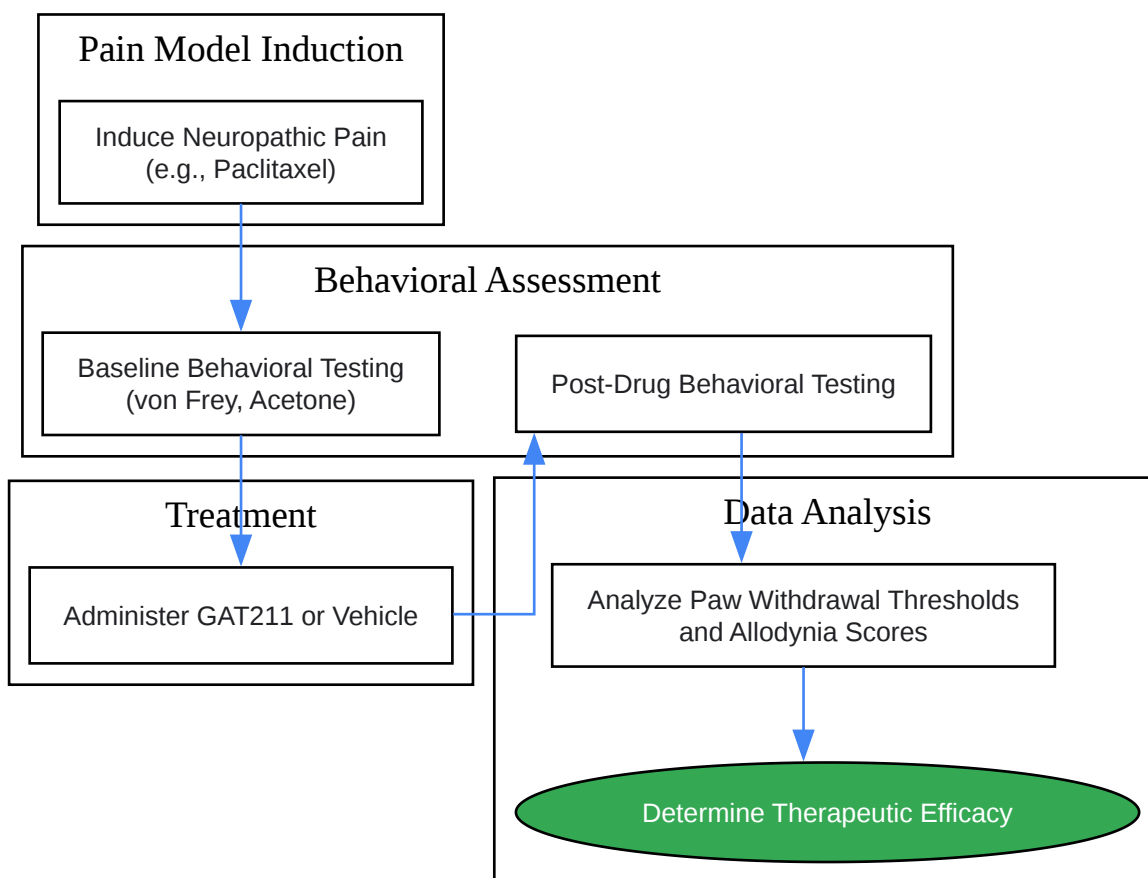 Pain Model Induction
Induce Neuropathic Pain
(e.g., Paclitaxel)
Behavioral Assessment
Baseline Behavioral Testing
(von Frey, Acetone)
Post-Drug Behavioral Testing
Treatment
Administer GAT211 or Vehicle
Data Analysis
Analyze Paw Withdrawal Thresholds
and Allodynia Scores
Determine Therapeutic Efficacy